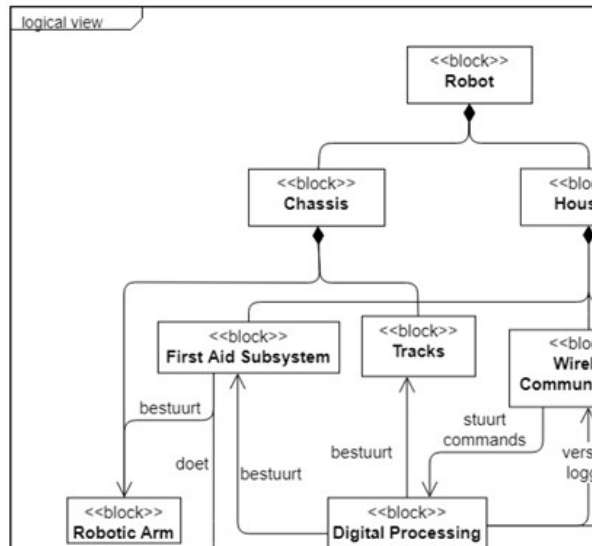 logical view
<<block>>
Robot
<<block>>
Chassis
<<block>>
First Aid Subsystem
<<block>>
Tracks
bestuurt
doet
bestuurt
bestuurt
stuurt
commands
<<block>>
Robotic Arm
<<block>>
Digital Processing